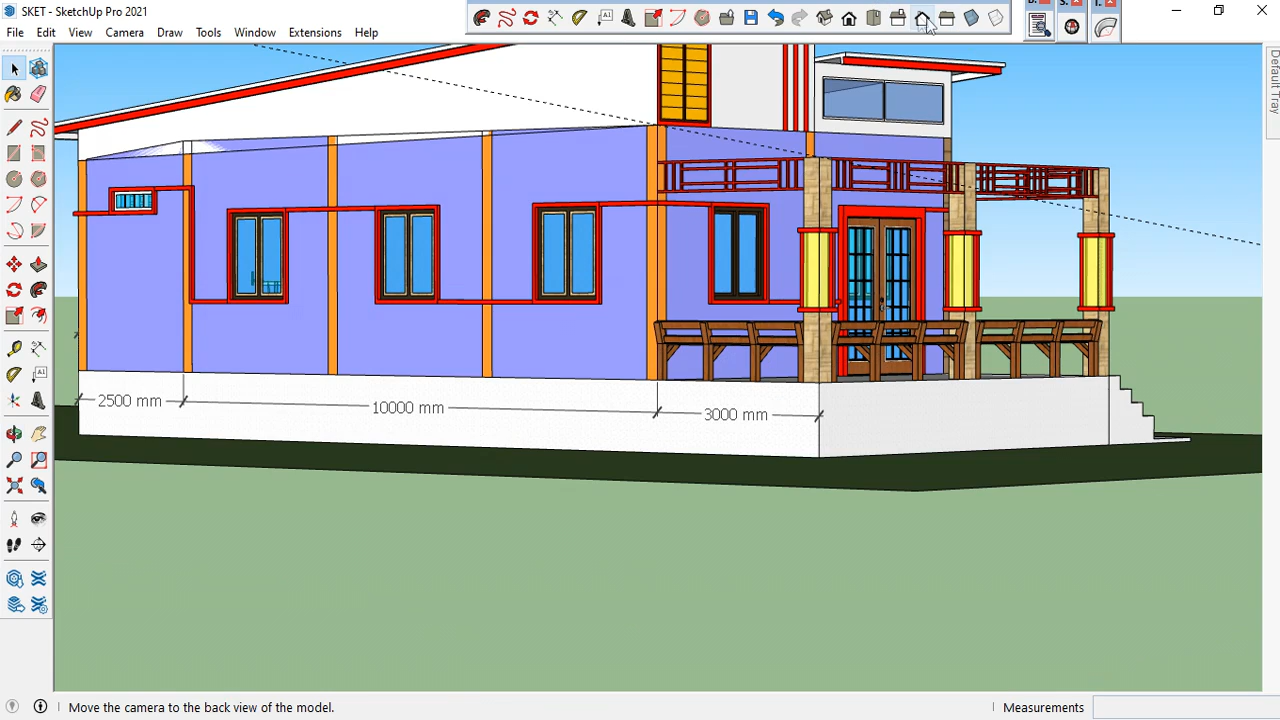 SKET - SketchUp Pro 2021
File Edit View Camera Draw Tools Window Extensions Help
Default Tray
2500 mm
10000 mm
3000 mm
Move the camera to the back view of the model.
Measurements